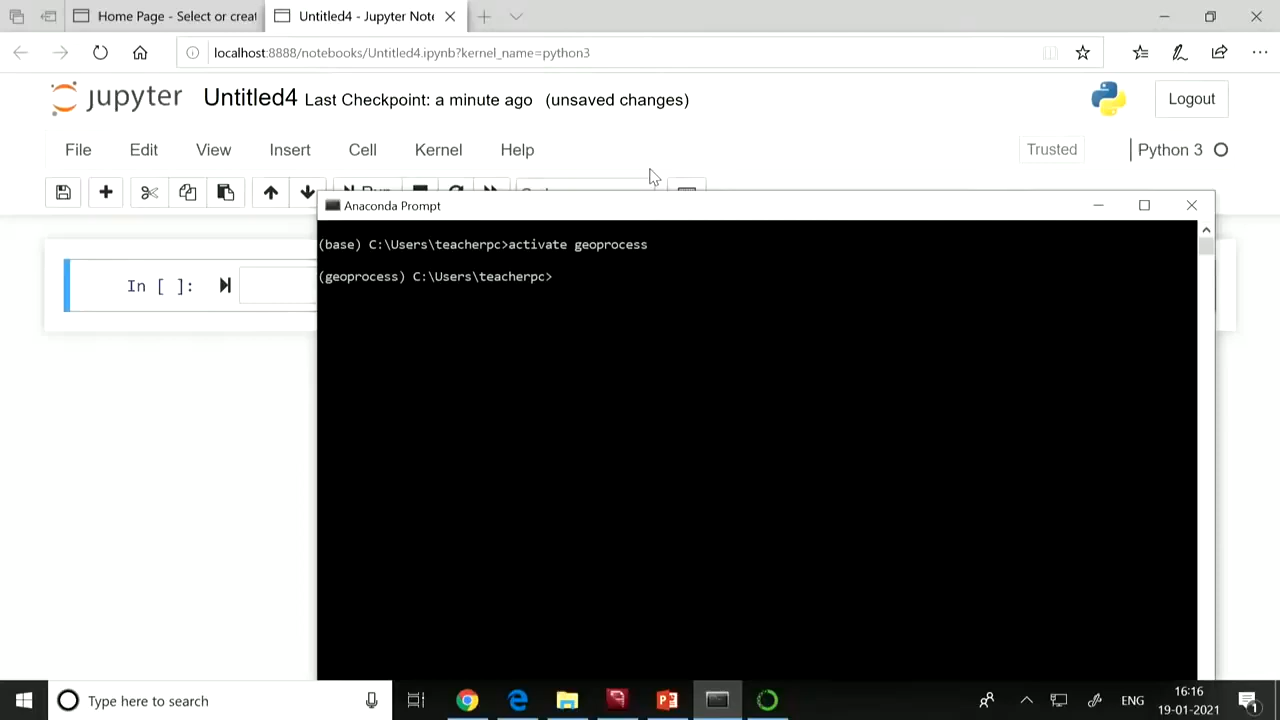 Home Page - Select or creat
Untitled4 - Jupyter Note
localhost:8888/notebooks/Untitled4.ipynb?kernel_name=python3
jupyter Untitled4 Last Checkpoint: a minute ago (unsaved changes)
Logout
File Edit View Insert Cell Kernel Help
Trusted
Python 3
Run
In [ ]:
Anaconda Prompt
(base) C:\Users\teacherpc>activate geoprocess
(geoprocess) C:\Users\teacherpc>
Type here to search
ENG
16:16
19-01-2021
1